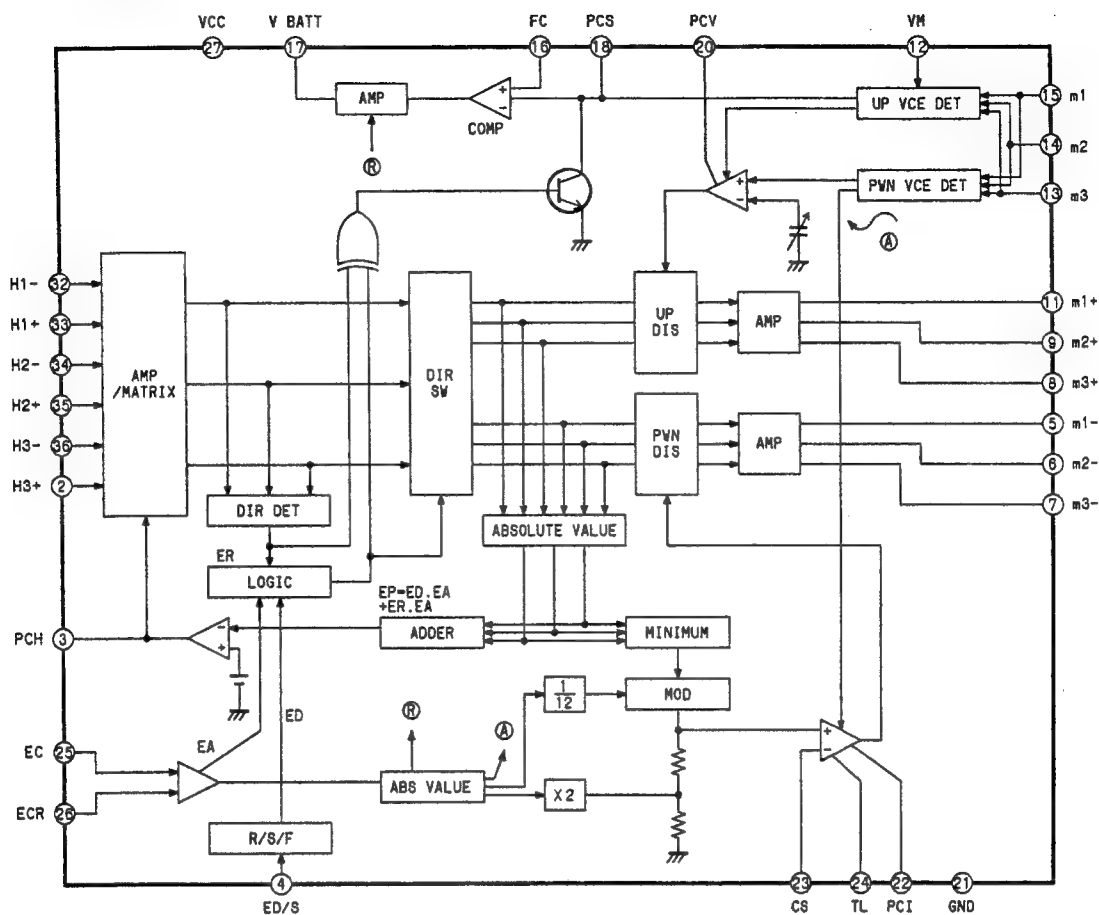 VCC V BATT FC PCS PCV VM
27 17 16 18 20 12
AMP + - COMP UP VCE DET 15 m1
Ⓡ 14 m2
+ - PWN VCE DET 13 m3
Ⓐ
H1- 32
H1+ 33
H2- 34
H2+ 35
H3- 36
H3+ 2
AMP
/MATRIX
DIR
SW
UP
DIS
AMP
11 m1+
9 m2+
8 m3+
PWN
DIS
AMP
5 m1-
6 m2-
7 m3-
DIR DET
ABSOLUTE VALUE
ER
LOGIC
EP=ED.EA
+ER.EA
PCH 3
- +
ADDER
MINIMUM
1
12
MOD
ED
EA
Ⓡ Ⓐ
EC 25
ECR 26
ABS VALUE
X2
+ -
R/S/F
4 23 24 22 21
ED/S CS TL PCI GND